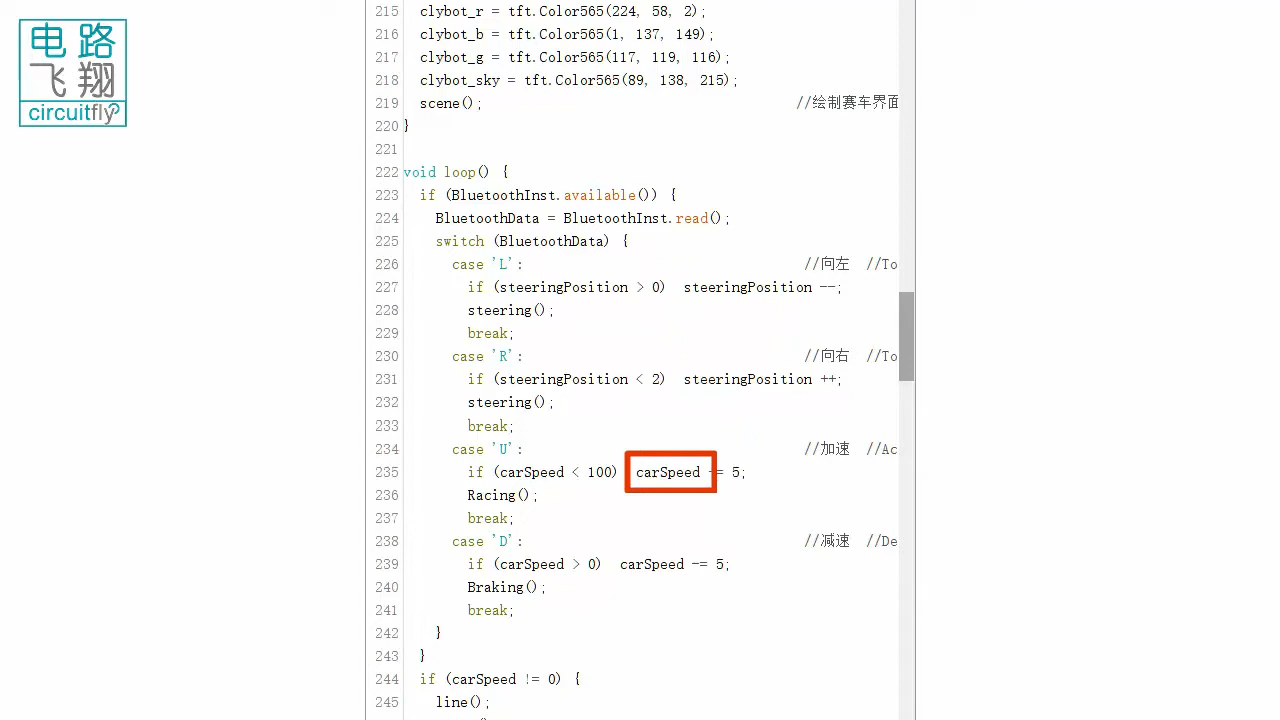 电路
飞翔
circuitfly
215 clybot_r = tft.Color565(224, 58, 2);
216 clybot_b = tft.Color565(1, 137, 149);
217 clybot_g = tft.Color565(117, 119, 116);
218 clybot_sky = tft.Color565(89, 138, 215);
219 scene(); //绘制赛车界面
220 }
221
222 void loop() {
223 if (BluetoothInst.available()) {
224 BluetoothData = BluetoothInst.read();
225 switch (BluetoothData) {
226 case 'L': //向左 //To
227 if (steeringPosition > 0) steeringPosition --;
228 steering();
229 break;
230 case 'R': //向右 //To
231 if (steeringPosition < 2) steeringPosition ++;
232 steering();
233 break;
234 case 'U': //加速 //Ac
235 if (carSpeed < 100) carSpeed += 5;
236 Racing();
237 break;
238 case 'D': //减速 //De
239 if (carSpeed > 0) carSpeed -= 5;
240 Braking();
241 break;
242 }
243 }
244 if (carSpeed != 0) {
245 line();